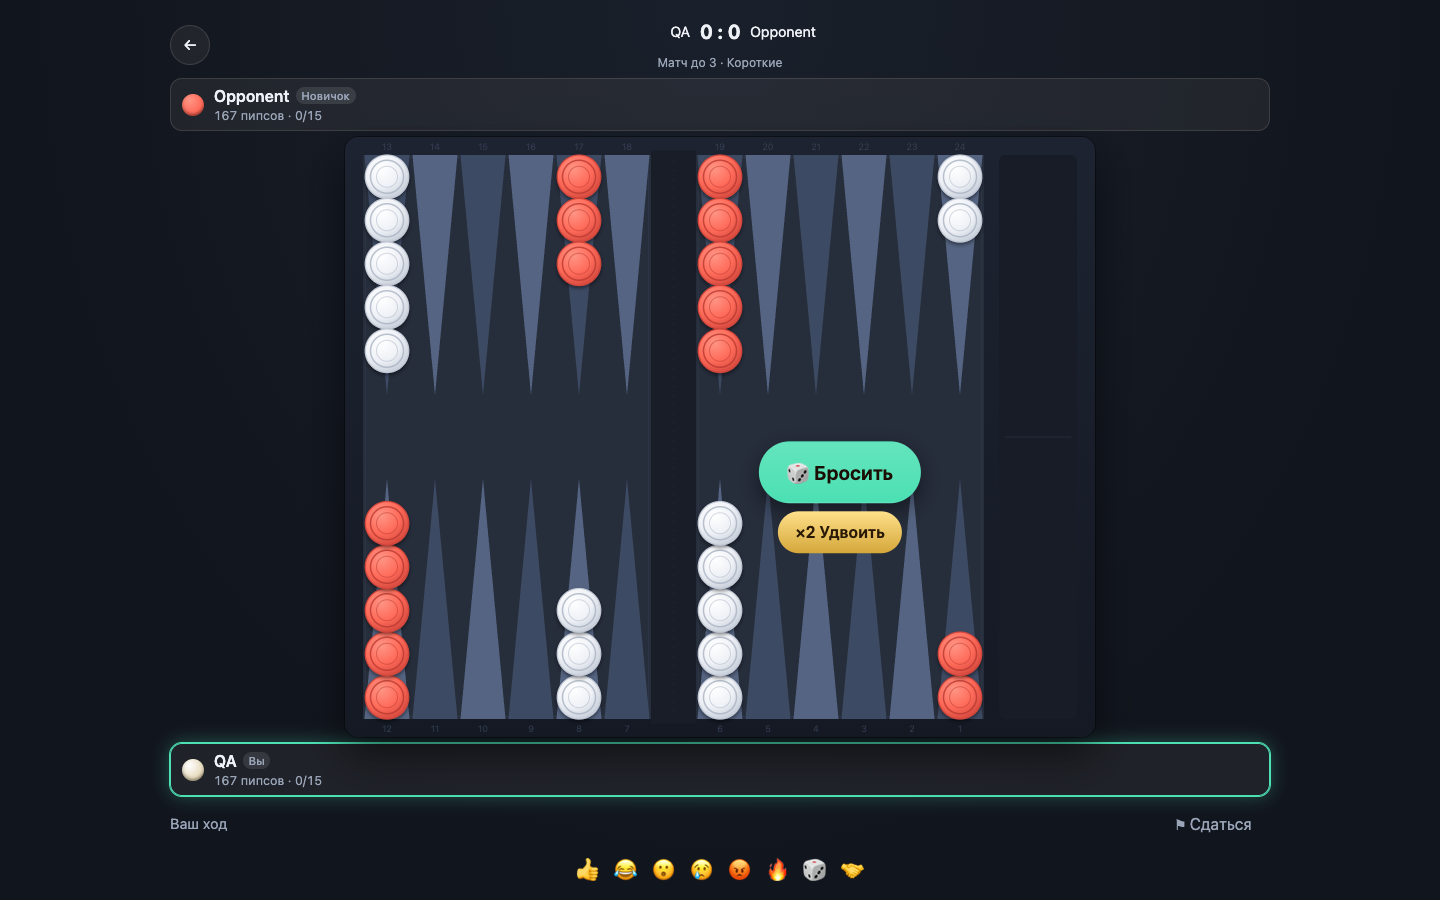 QA 0 : 0 Opponent
Матч до 3 · Короткие
Opponent Новичок
167 пипсов · 0/15
13 14 15 16 17 18 19 20 21 22 23 24
Бросить
×2 Удвоить
12 11 10 9 8 7 6 5 4 3 2 1
QA Вы
167 пипсов · 0/15
Ваш ход
Сдаться